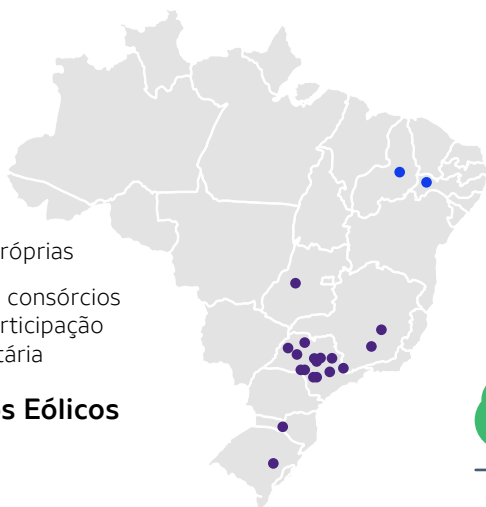 róprias
consórcios
rticipação
tária
s Eólicos